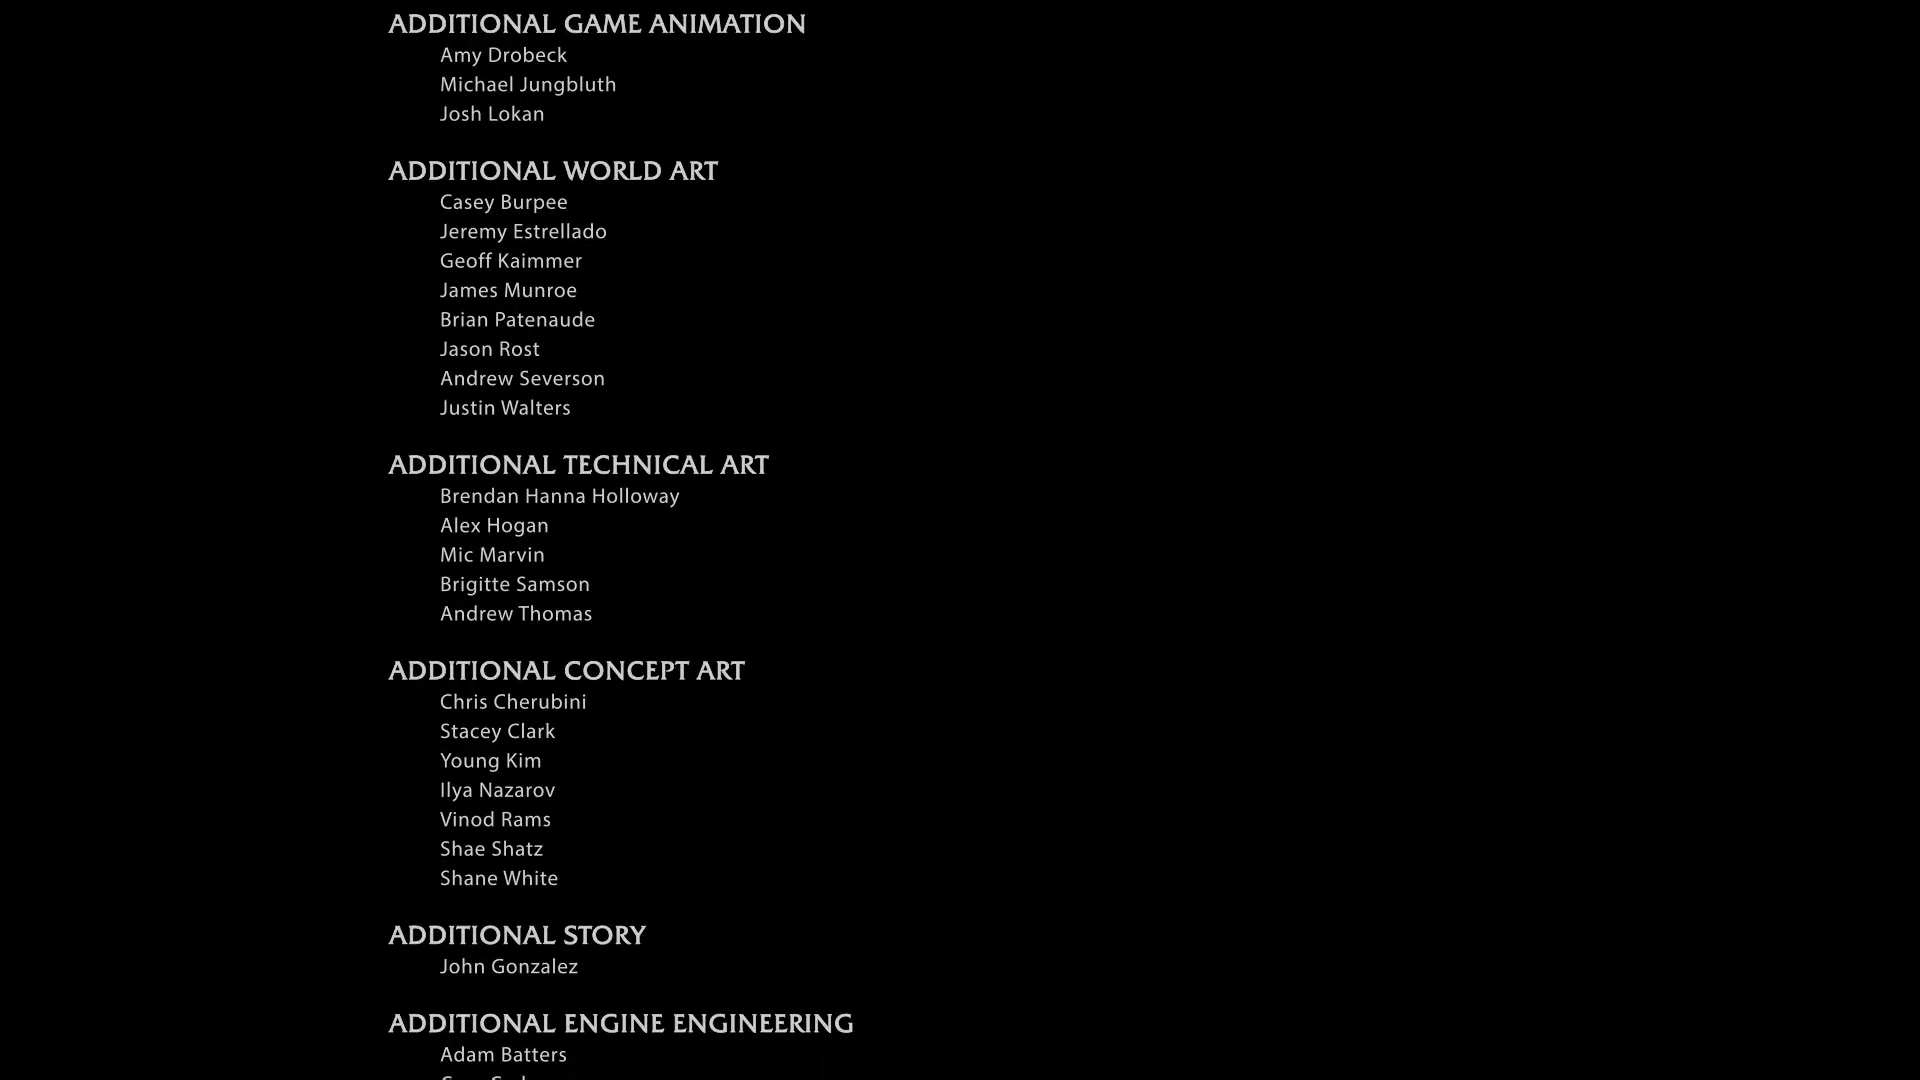 ADDITIONAL GAME ANIMATION
Amy Drobeck
Michael Jungbluth
Josh Lokan
ADDITIONAL WORLD ART
Casey Burpee
Jeremy Estrellado
Geoff Kaimmer
James Munroe
Brian Patenaude
Jason Rost
Andrew Severson
Justin Walters
ADDITIONAL TECHNICAL ART
Brendan Hanna Holloway
Alex Hogan
Mic Marvin
Brigitte Samson
Andrew Thomas
ADDITIONAL CONCEPT ART
Chris Cherubini
Stacey Clark
Young Kim
Ilya Nazarov
Vinod Rams
Shae Shatz
Shane White
ADDITIONAL STORY
John Gonzalez
ADDITIONAL ENGINE ENGINEERING
Adam Batters